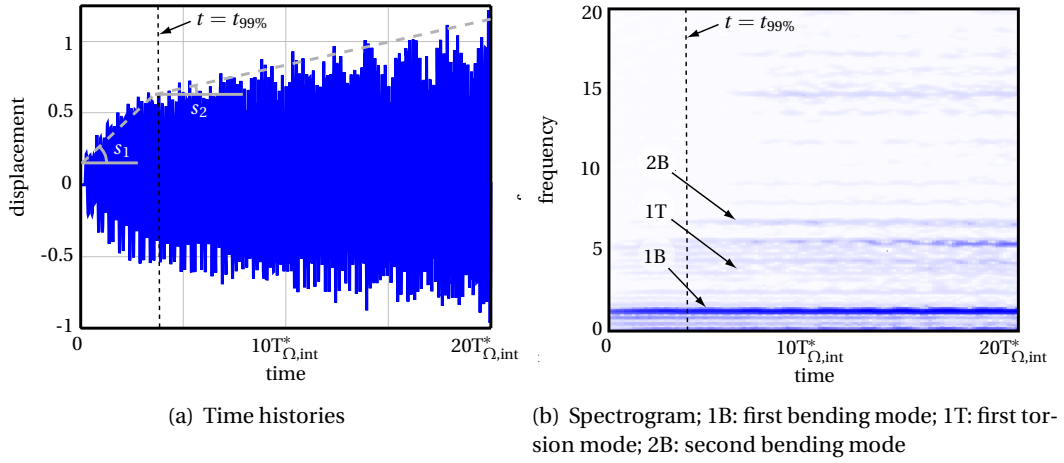 t = t99%
1
0.5
0
-0.5
-1
displacement
s1
s2
0
10T*Ω,int
20T*Ω,int
time
(a) Time histories
t = t99%
20
15
10
5
0
frequency
2B
1T
1B
0
10T*Ω,int
20T*Ω,int
time
(b) Spectrogram; 1B: first bending mode; 1T: first tor-
sion mode; 2B: second bending mode